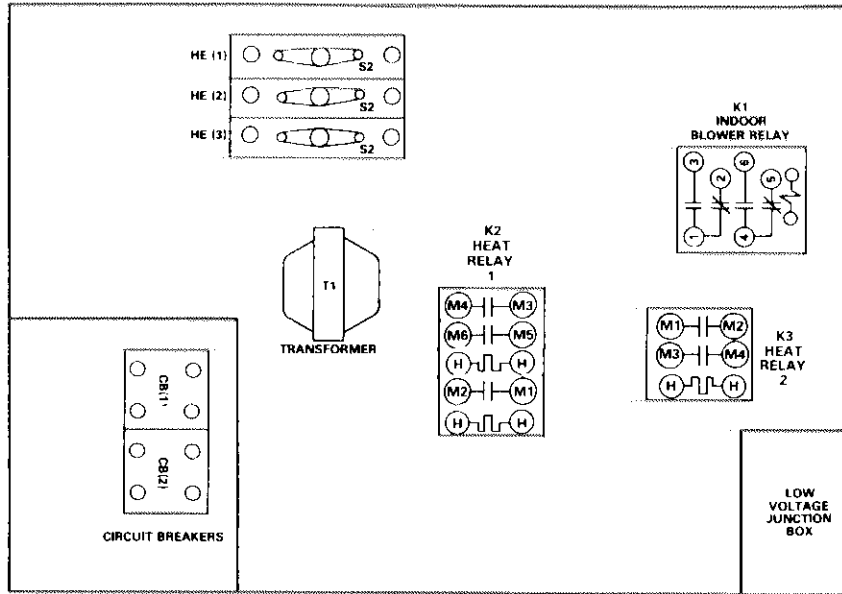 HE (1)
S2
HE (2)
S2
HE (3)
S2
K1
INDOOR
BLOWER RELAY
3
6
2
5
1
4
K2
HEAT
RELAY
1
T1
TRANSFORMER
M4 M3
M6 M5
H H
M2 M1
H H
M1 M2
M3 M4
H H
K3
HEAT
RELAY
2
CB(1)
CB(2)
CIRCUIT BREAKERS
LOW
VOLTAGE
JUNCTION
BOX